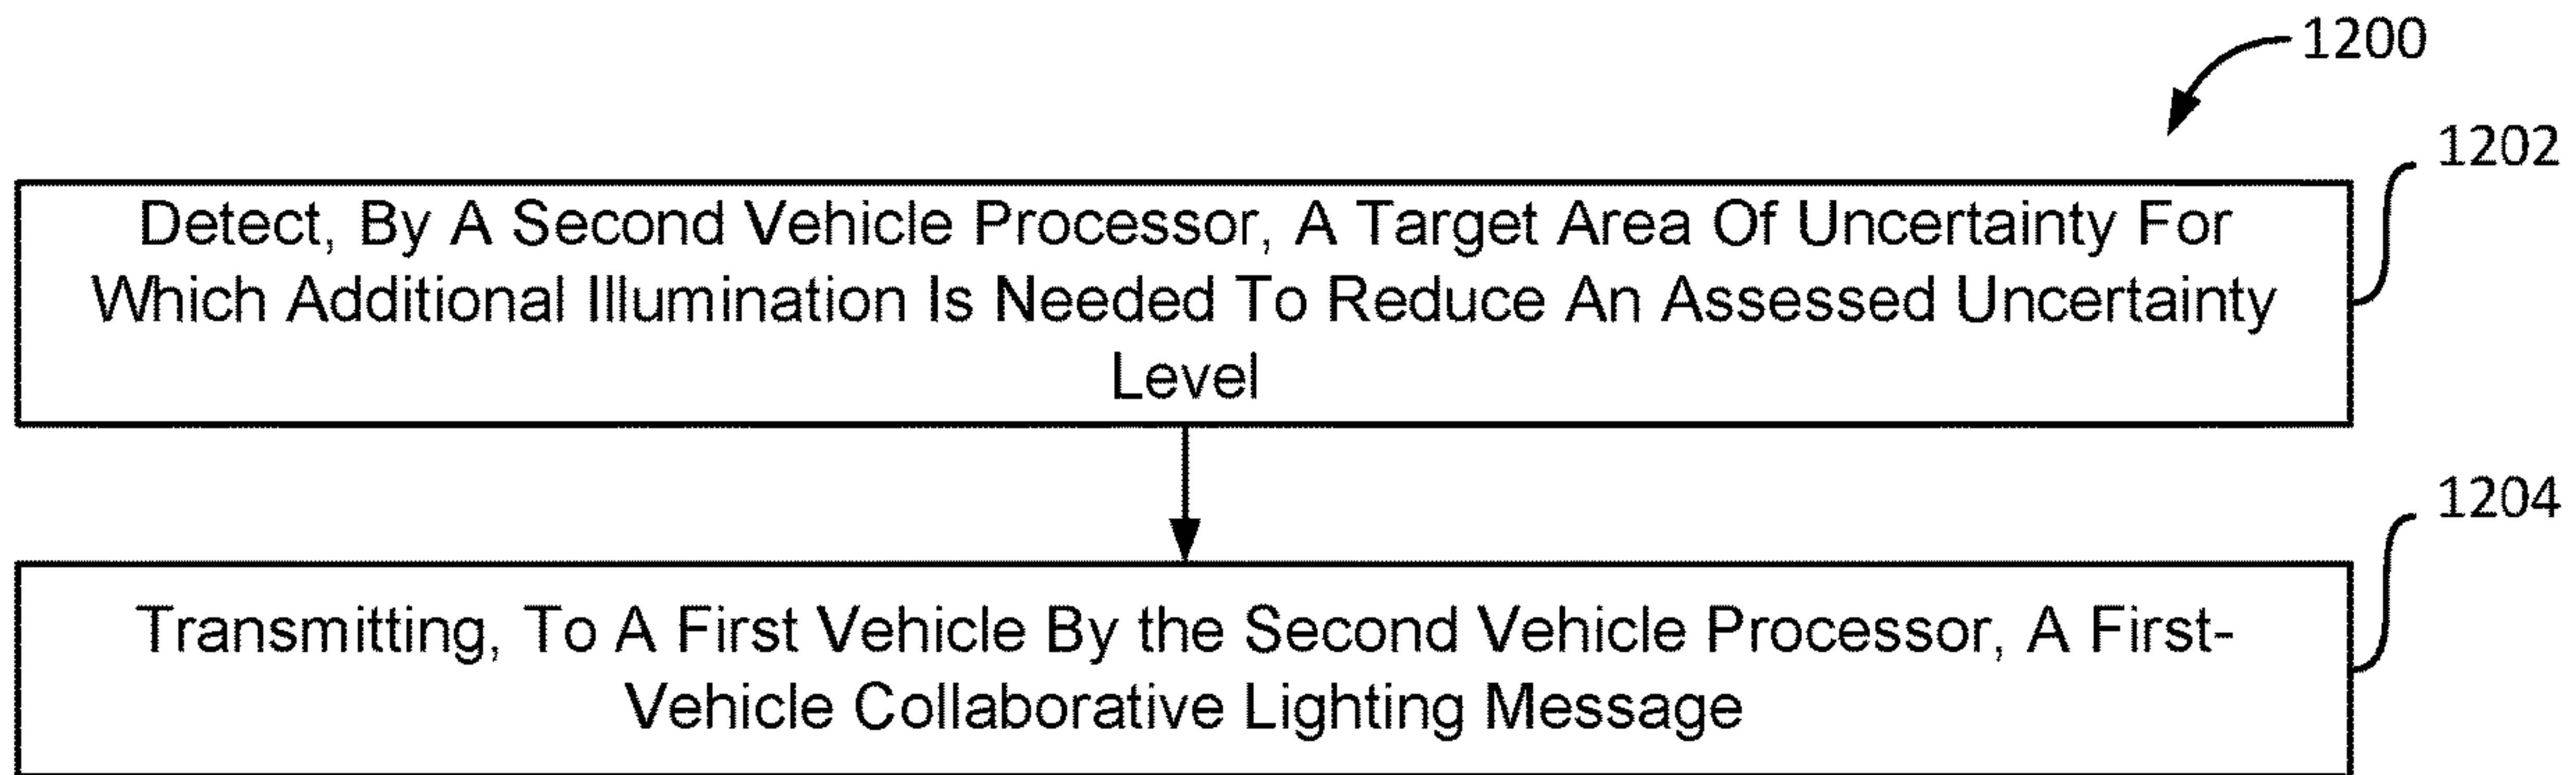 1200
1202
Detect, By A Second Vehicle Processor, A Target Area Of Uncertainty For
Which Additional Illumination Is Needed To Reduce An Assessed Uncertainty
Level
1204
Transmitting, To A First Vehicle By the Second Vehicle Processor, A First-
Vehicle Collaborative Lighting Message